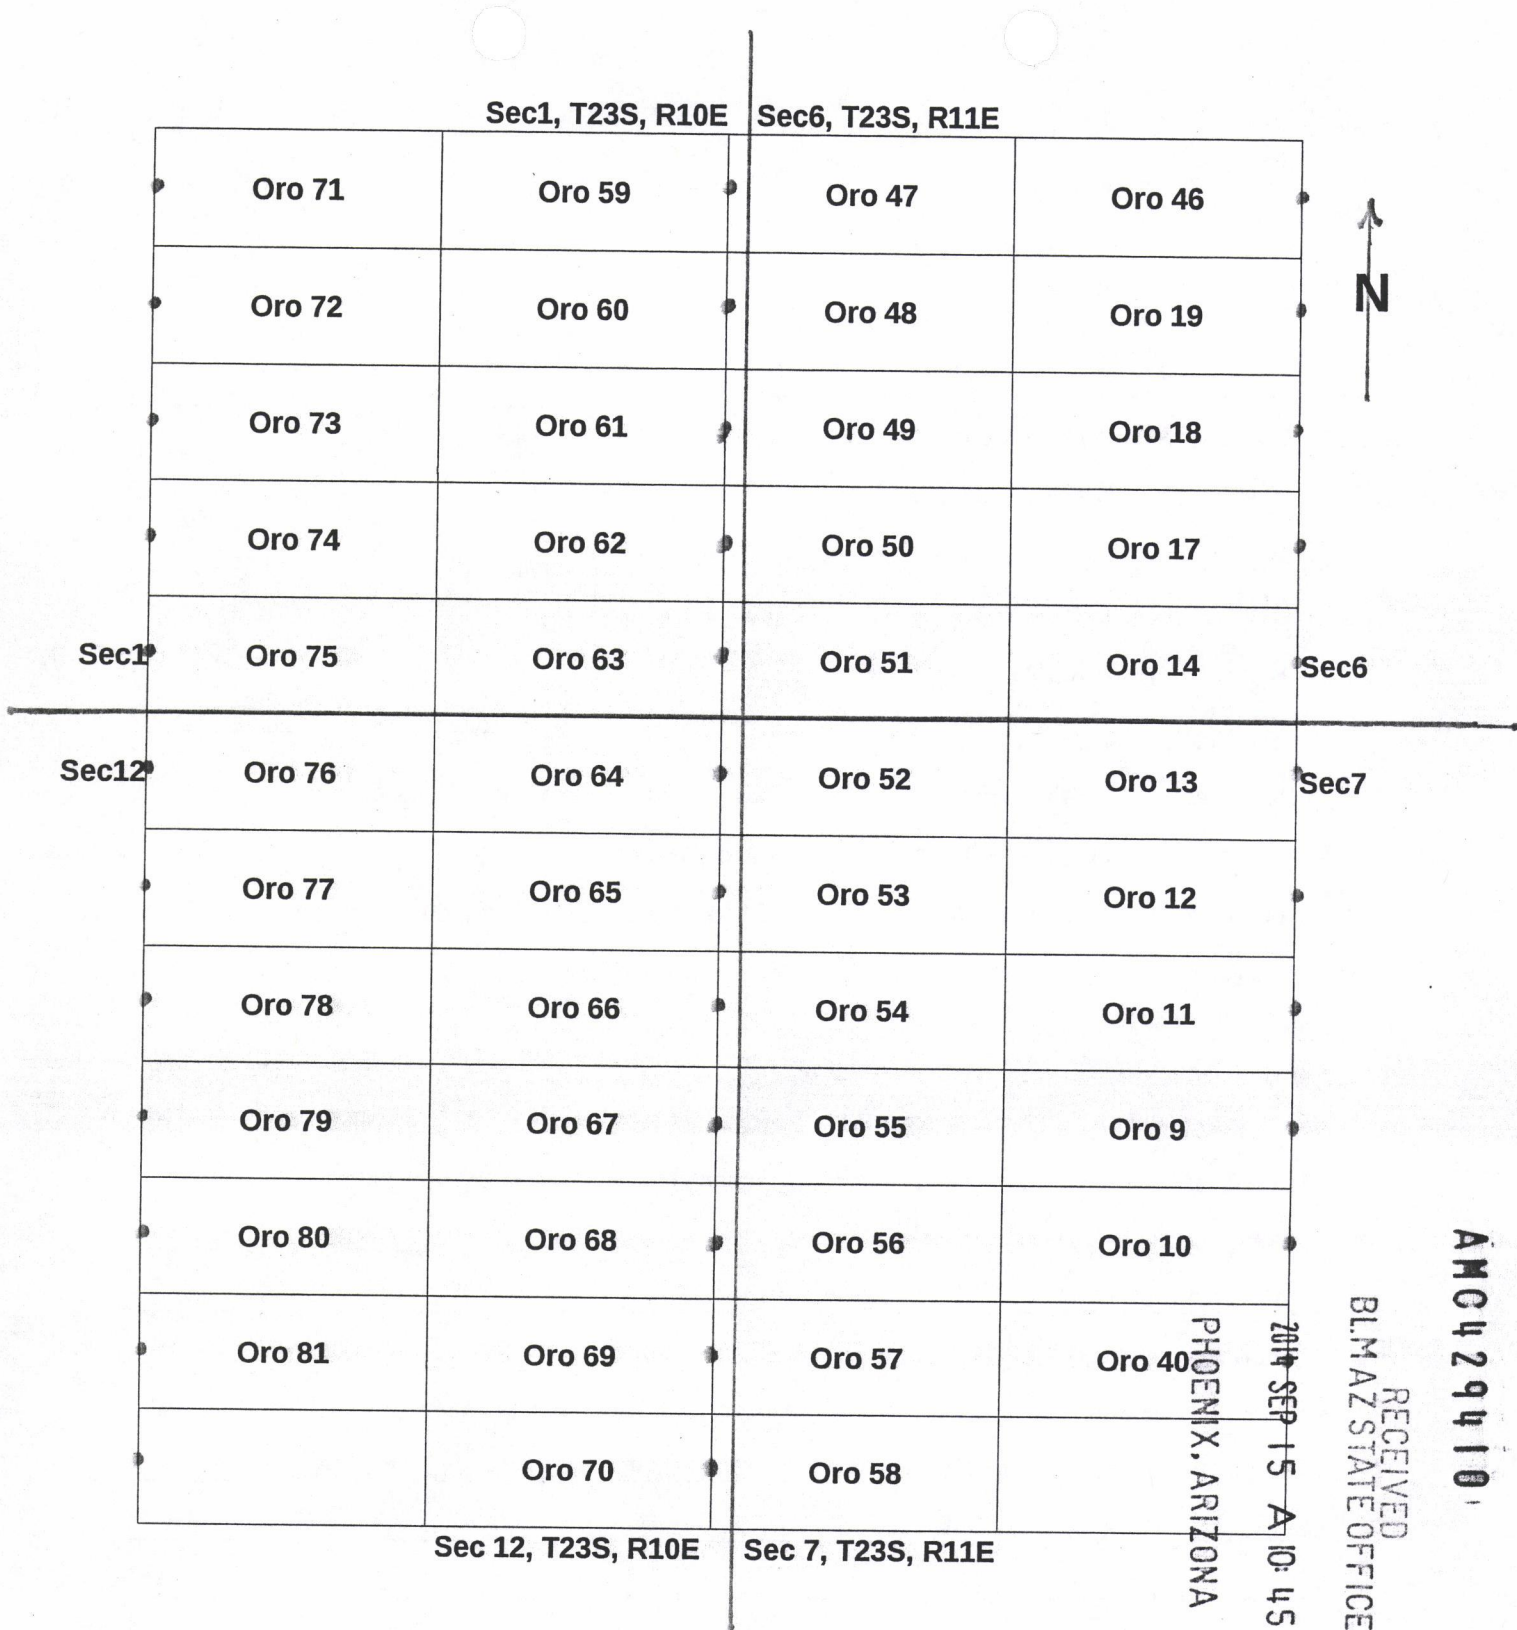 Sec1, T23S, R10E Sec6, T23S, R11E
Oro 71 Oro 59 Oro 47 Oro 46
Oro 72 Oro 60 Oro 48 Oro 19
N
Oro 73 Oro 61 Oro 49 Oro 18
Oro 74 Oro 62 Oro 50 Oro 17
Sec1 Oro 75 Oro 63 Oro 51 Oro 14 Sec6
Sec12 Oro 76 Oro 64 Oro 52 Oro 13 Sec7
Oro 77 Oro 65 Oro 53 Oro 12
Oro 78 Oro 66 Oro 54 Oro 11
Oro 79 Oro 67 Oro 55 Oro 9
Oro 80 Oro 68 Oro 56 Oro 10
Oro 81 Oro 69 Oro 57 Oro 40
Oro 70 Oro 58
Sec 12, T23S, R10E Sec 7, T23S, R11E
AMC429410
RECEIVED
BLM AZ STATE OFFICE
2014 SEP 15 A 10:45
PHOENIX, ARIZONA